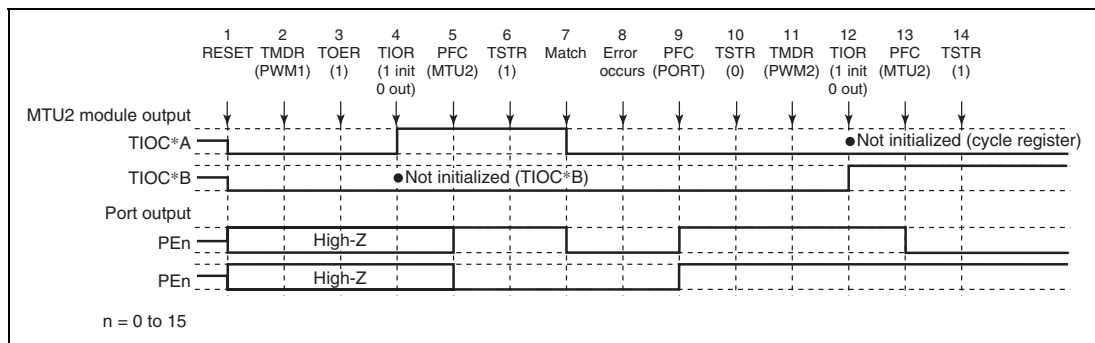 1 2 3 4 5 6 7 8 9 10 11 12 13 14
RESET TMDR TOER TIOR PFC TSTR Match Error PFC TSTR TMDR TIOR PFC TSTR
(PWM1) (1) (1 init (MTU2) (1) occurs (PORT) (0) (PWM2) (1 init (MTU2) (1)
0 out) 0 out)
MTU2 module output
TIOC*A ●Not initialized (cycle register)
TIOC*B ●Not initialized (TIOC*B)
Port output
PEn High-Z
PEn High-Z
n = 0 to 15